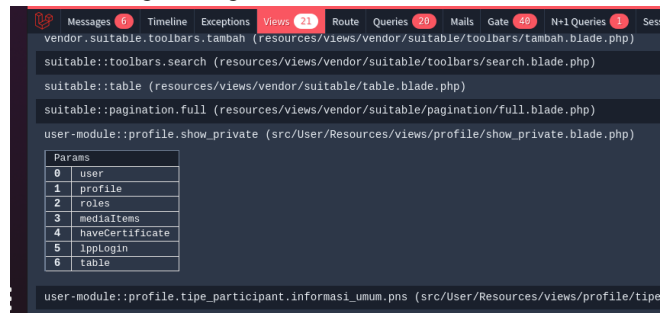 Messages 6 Timeline Exceptions Views 21 Route Queries 20 Mails Gate 40 N+1 Queries 1 Ses
vendor.suitable.toolbars.tambah (resources/views/vendor/suitable/toolbars/tambah.blade.php)
suitable::toolbars.search (resources/views/vendor/suitable/toolbars/search.blade.php)
suitable::table (resources/views/vendor/suitable/table.blade.php)
suitable::pagination.full (resources/views/vendor/suitable/pagination/full.blade.php)
user-module::profile.show_private (src/User/Resources/views/profile/show_private.blade.php)
Params
0 user
1 profile
2 roles
3 mediaItems
4 haveCertificate
5 lppLogin
6 table
user-module::profile.tipe_participant.informasi_umum.pns (src/User/Resources/views/profile/tipe